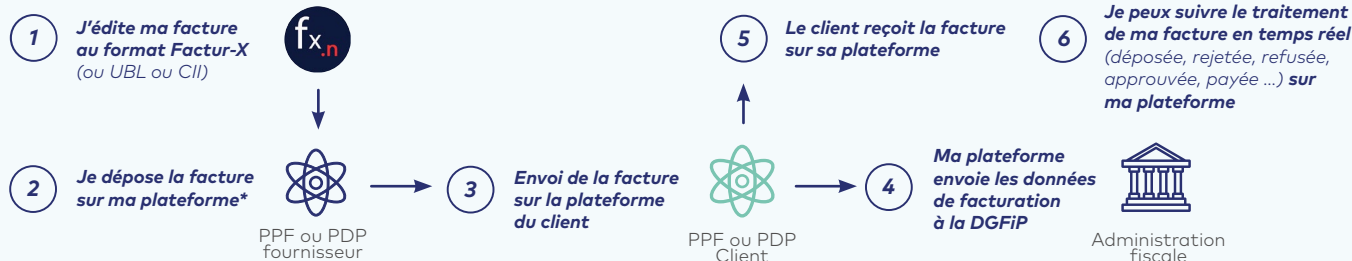 1
J'édite ma facture
au format Factur-X
(ou UBL ou CII)
fx.n
2
Je dépose la facture
sur ma plateforme*
PPF ou PDP
fournisseur
3
Envoi de la facture
sur la plateforme
du client
PPF ou PDP
Client
4
Ma plateforme
envoie les données
de facturation
à la DGFiP
Administration
fiscale
5
Le client reçoit la facture
sur sa plateforme
6
Je peux suivre le traitement
de ma facture en temps réel
(déposée, rejetée, refusée,
approuvée, payée ...) sur
ma plateforme